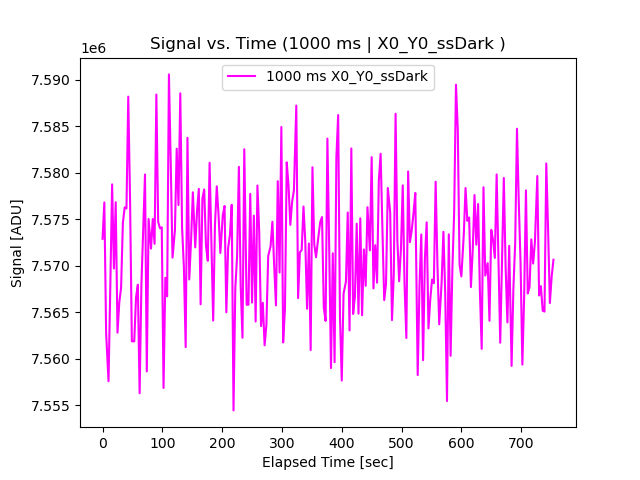 Signal vs. Time (1000 ms | X0_Y0_ssDark )
1e6
1000 ms X0_Y0_ssDark
7.590
7.585
7.580
7.575
7.570
7.565
7.560
7.555
Signal [ADU]
0 100 200 300 400 500 600 700
Elapsed Time [sec]